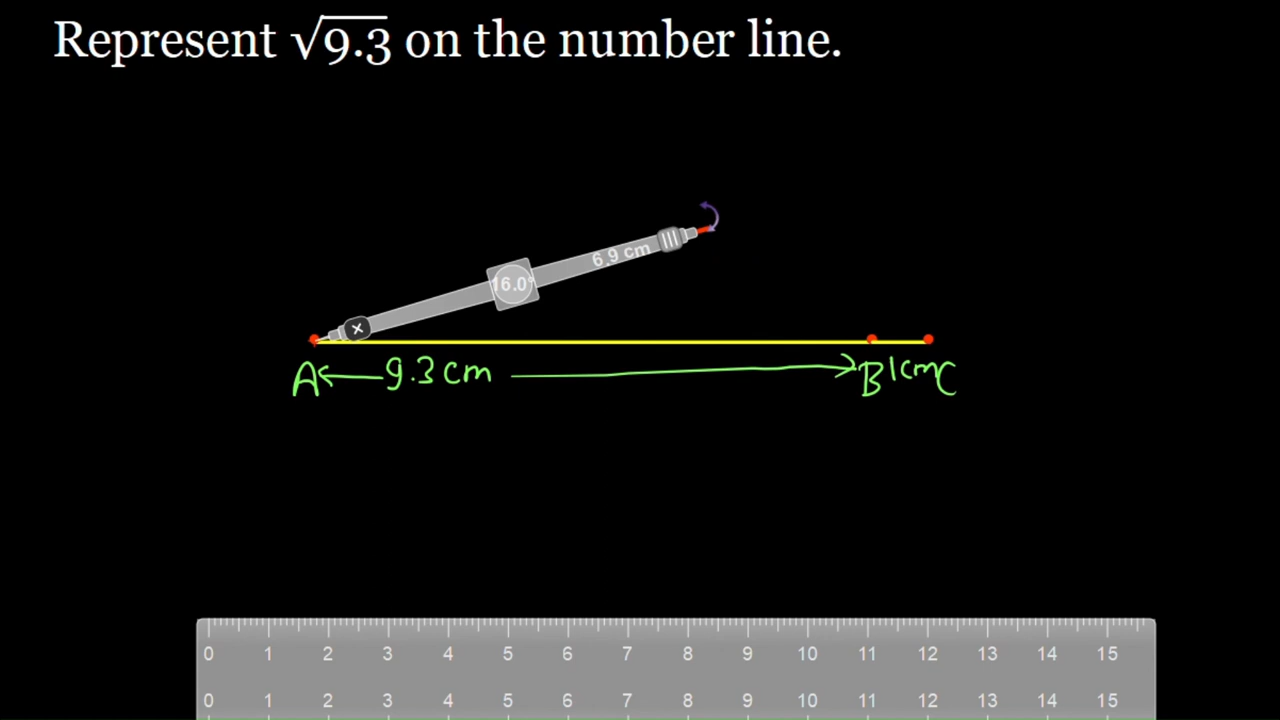 Represent √9.3 on the number line.
6.9 cm
16.0°
A 9.3 cm B 1cm C
0 1 2 3 4 5 6 7 8 9 10 11 12 13 14 15
0 1 2 3 4 5 6 7 8 9 10 11 12 13 14 15